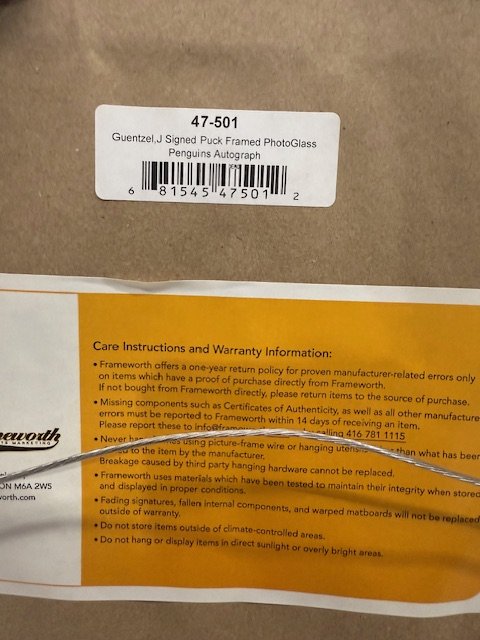 47-501
Guentzel,J Signed Puck Framed PhotoGlass
Penguins Autograph
6 81545 47501 2
Care Instructions and Warranty Information:
• Frameworth offers a one-year return policy for proven manufacturer-related errors only
on items which have a proof of purchase directly from Frameworth.
If not bought from Frameworth directly, please return items to the source of purchase.
• Missing components such as Certificates of Authenticity, as well as all other manufacture
errors must be reported to Frameworth within 14 days of receiving an item.
Please report these to info@fram calling 416 781 1115
• Never using picture-frame wire or hanging utensi than what has been
to the item by the manufacturer.
Breakage caused by third party hanging hardware cannot be replaced.
• Frameworth uses materials which have been tested to maintain their integrity when stored
and displayed in proper conditions.
• Fading signatures, fallen internal components, and warped matboards will not be replaced
outside of warranty.
• Do not store items outside of climate-controlled areas.
• Do not hang or display items in direct sunlight or overly bright areas.
meworth
MARKETING
ON M6A 2W5
orth.com